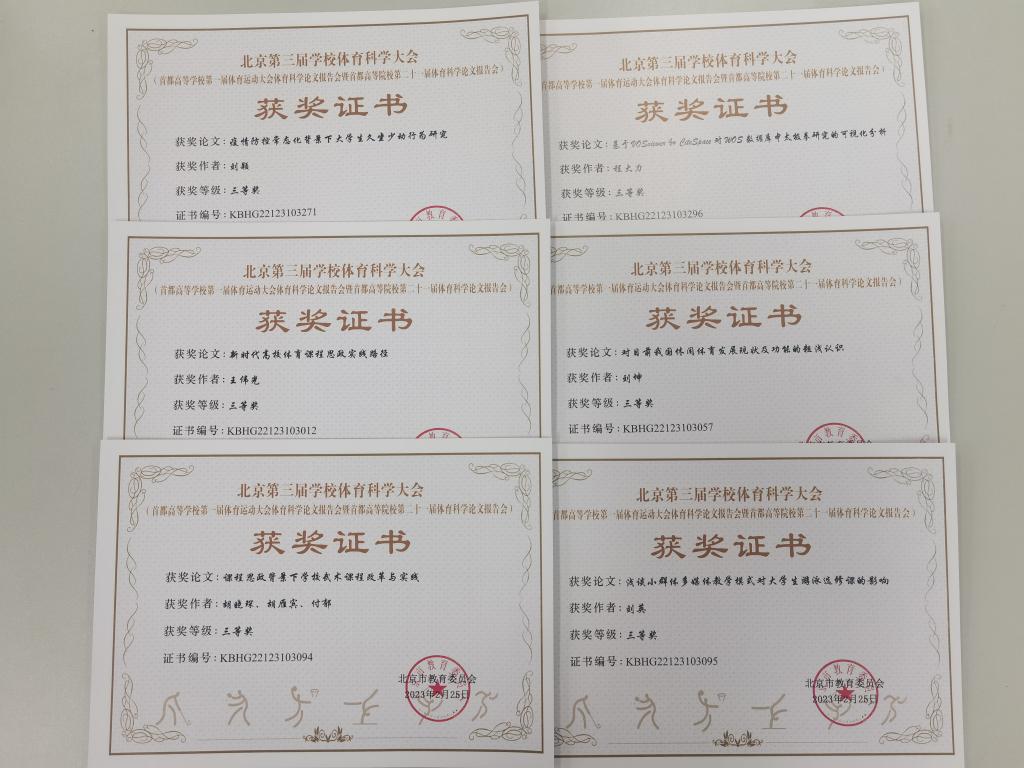 北京第三届学校体育科学大会
(首都高等学校第一届体育运动大会体育科学论文报告会暨首都高等院校第二十一届体育科学论文报告会)
获奖证书
获奖论文:疫情防控常态化背景下大学生久坐少动行为研究
获奖作者:刘颖
获奖等级:三等奖
证书编号:KBHG22123103271
北京第三届学校体育科学大会
首都高等学校第一届体育运动大会体育科学论文报告会暨首都高等院校第二十一届体育科学论文报告会)
获奖证书
获奖论文:基于VOSviewer和CiteSpace对WOS数据库中太极拳研究的可视化分析
获奖作者:程大力
获奖等级:三等奖
证书编号:KBHG22123103296
北京第三届学校体育科学大会
(首都高等学校第一届体育运动大会体育科学论文报告会暨首都高等院校第二十一届体育科学论文报告会)
获奖证书
获奖论文:新时代高校体育课程思政实践路径
获奖作者:王伟光
获奖等级:三等奖
证书编号:KBHG22123103012
北京第三届学校体育科学大会
首都高等学校第一届体育运动大会体育科学论文报告会暨首都高等院校第二十一届体育科学论文报告会)
获奖证书
获奖论文:对目前我国休闲体育发展现状及功能的粗浅认识
获奖作者:刘坤
获奖等级:三等奖
证书编号:KBHG22123103057
北京第三届学校体育科学大会
(首都高等学校第一届体育运动大会体育科学论文报告会暨首都高等院校第二十一届体育科学论文报告会)
获奖证书
获奖论文:课程思政背景下学校武术课程改革与实践
获奖作者:胡晓琛、胡雁宾、付郁
获奖等级:三等奖
证书编号:KBHG22123103094
北京市教育委员会
2023年2月25日
北京第三届学校体育科学大会
首都高等学校第一届体育运动大会体育科学论文报告会暨首都高等院校第二十一届体育科学论文报告会)
获奖证书
获奖论文:浅谈小群体多媒体教学模式对大学生游泳选修课的影响
获奖作者:刘英
获奖等级:三等奖
证书编号:KBHG22123103095
北京市教育委员会
2023年2月25日